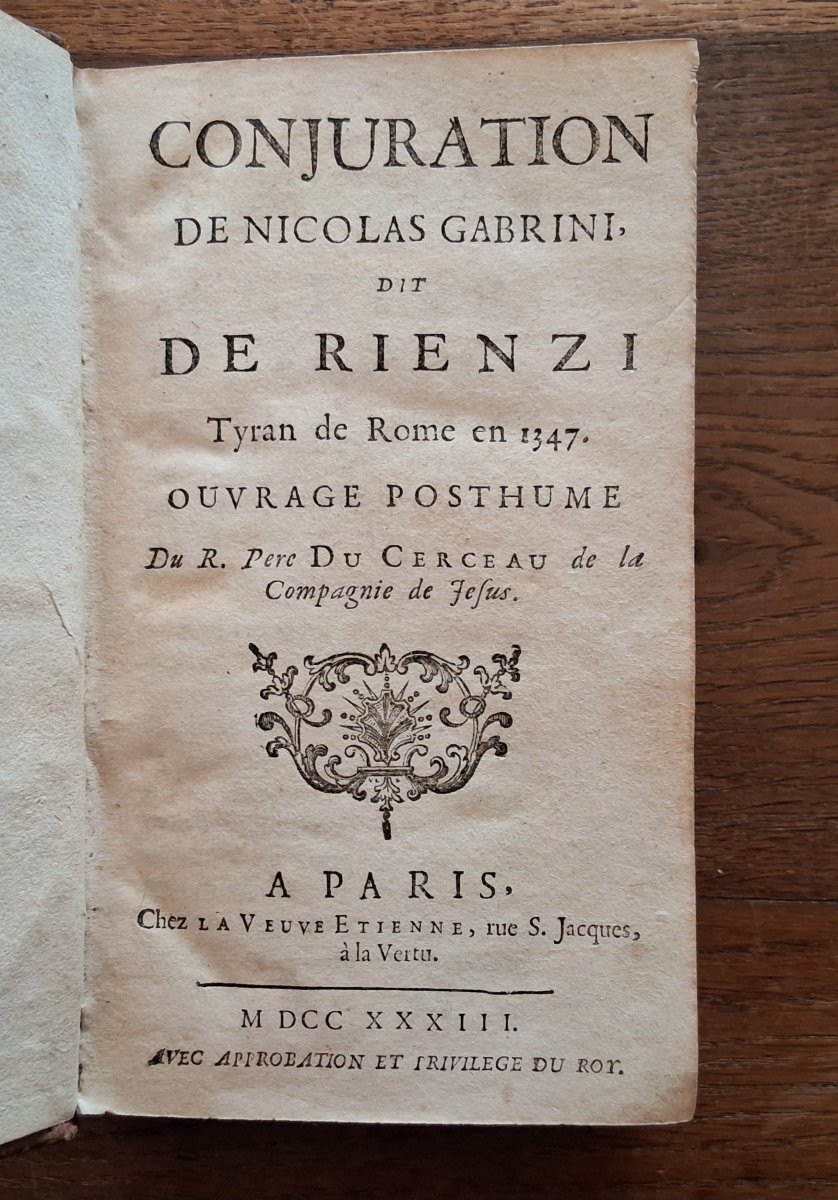 CONJURATION
DE NICOLAS GABRINI,
DIT
DE RIENZI
Tyran de Rome en 1347.
OUVRAGE POSTHUME
Du R. Pere DU CERCEAU de la
Compagnie de Jeſus.
A PARIS,
Chez LA VEUVE ETIENNE, rue S. Jacques,
à la Vertu.
M DCC XXXIII.
AVEC APPROBATION ET PRIVILEGE DU ROY.